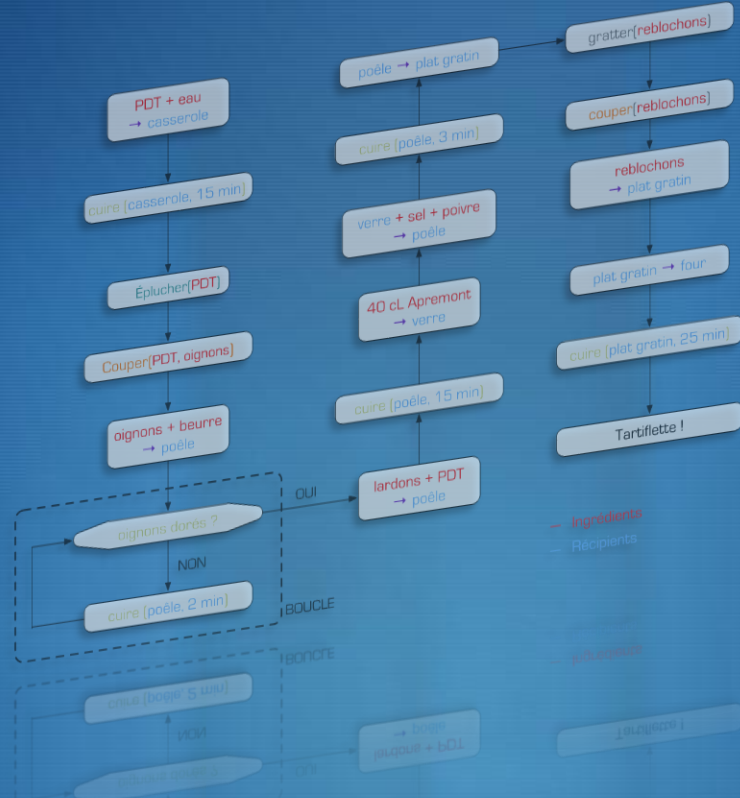 PDT + eau
→ casserole
cuire (casserole, 15 min)
Éplucher(PDT)
Couper(PDT, oignons)
oignons + beurre
→ poêle
oignons dorés ?
OUI
NON
cuire (poêle, 2 min)
BOUCLE
lardons + PDT
→ poêle
cuire (poêle, 15 min)
40 cL Apremont
→ verre
verre + sel + poivre
→ poêle
cuire (poêle, 3 min)
poêle → plat gratin
gratter(reblochons)
couper(reblochons)
reblochons
→ plat gratin
plat gratin → four
cuire (plat gratin, 25 min)
Tartiflette !
— Ingrédients
— Récipients